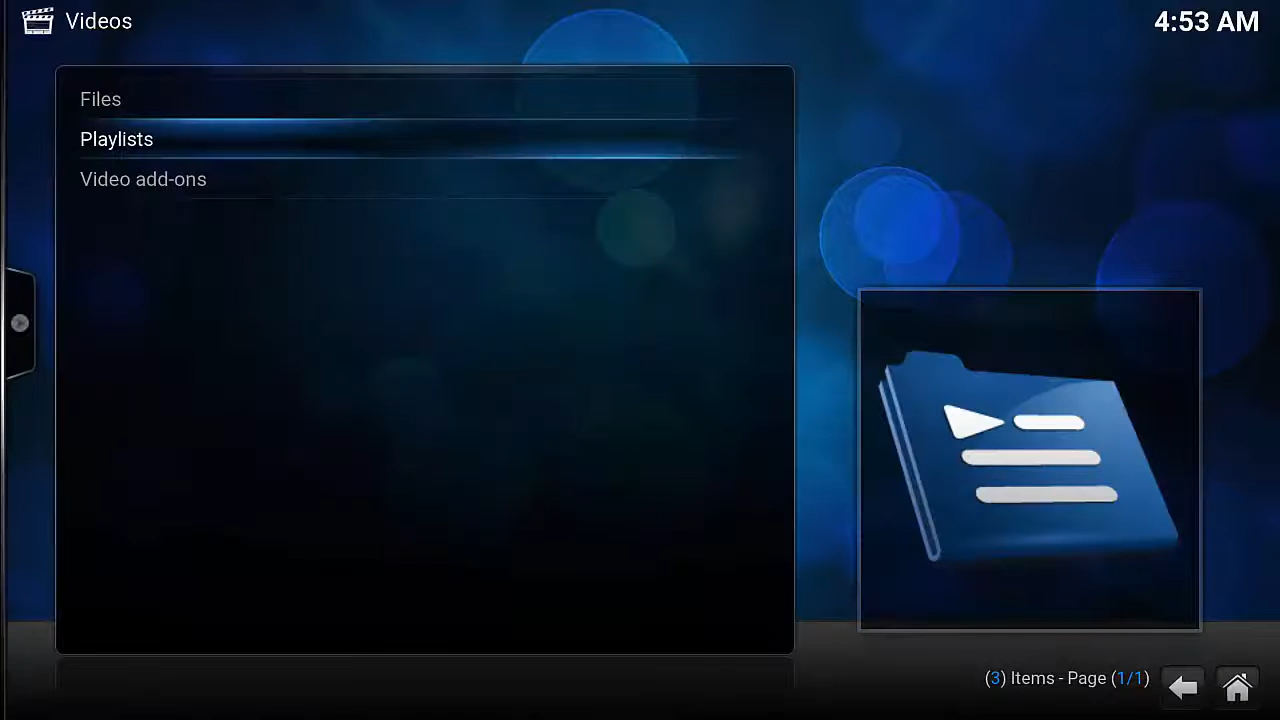 Videos
4:53 AM
Files
Playlists
Video add-ons
(3) Items - Page (1/1)